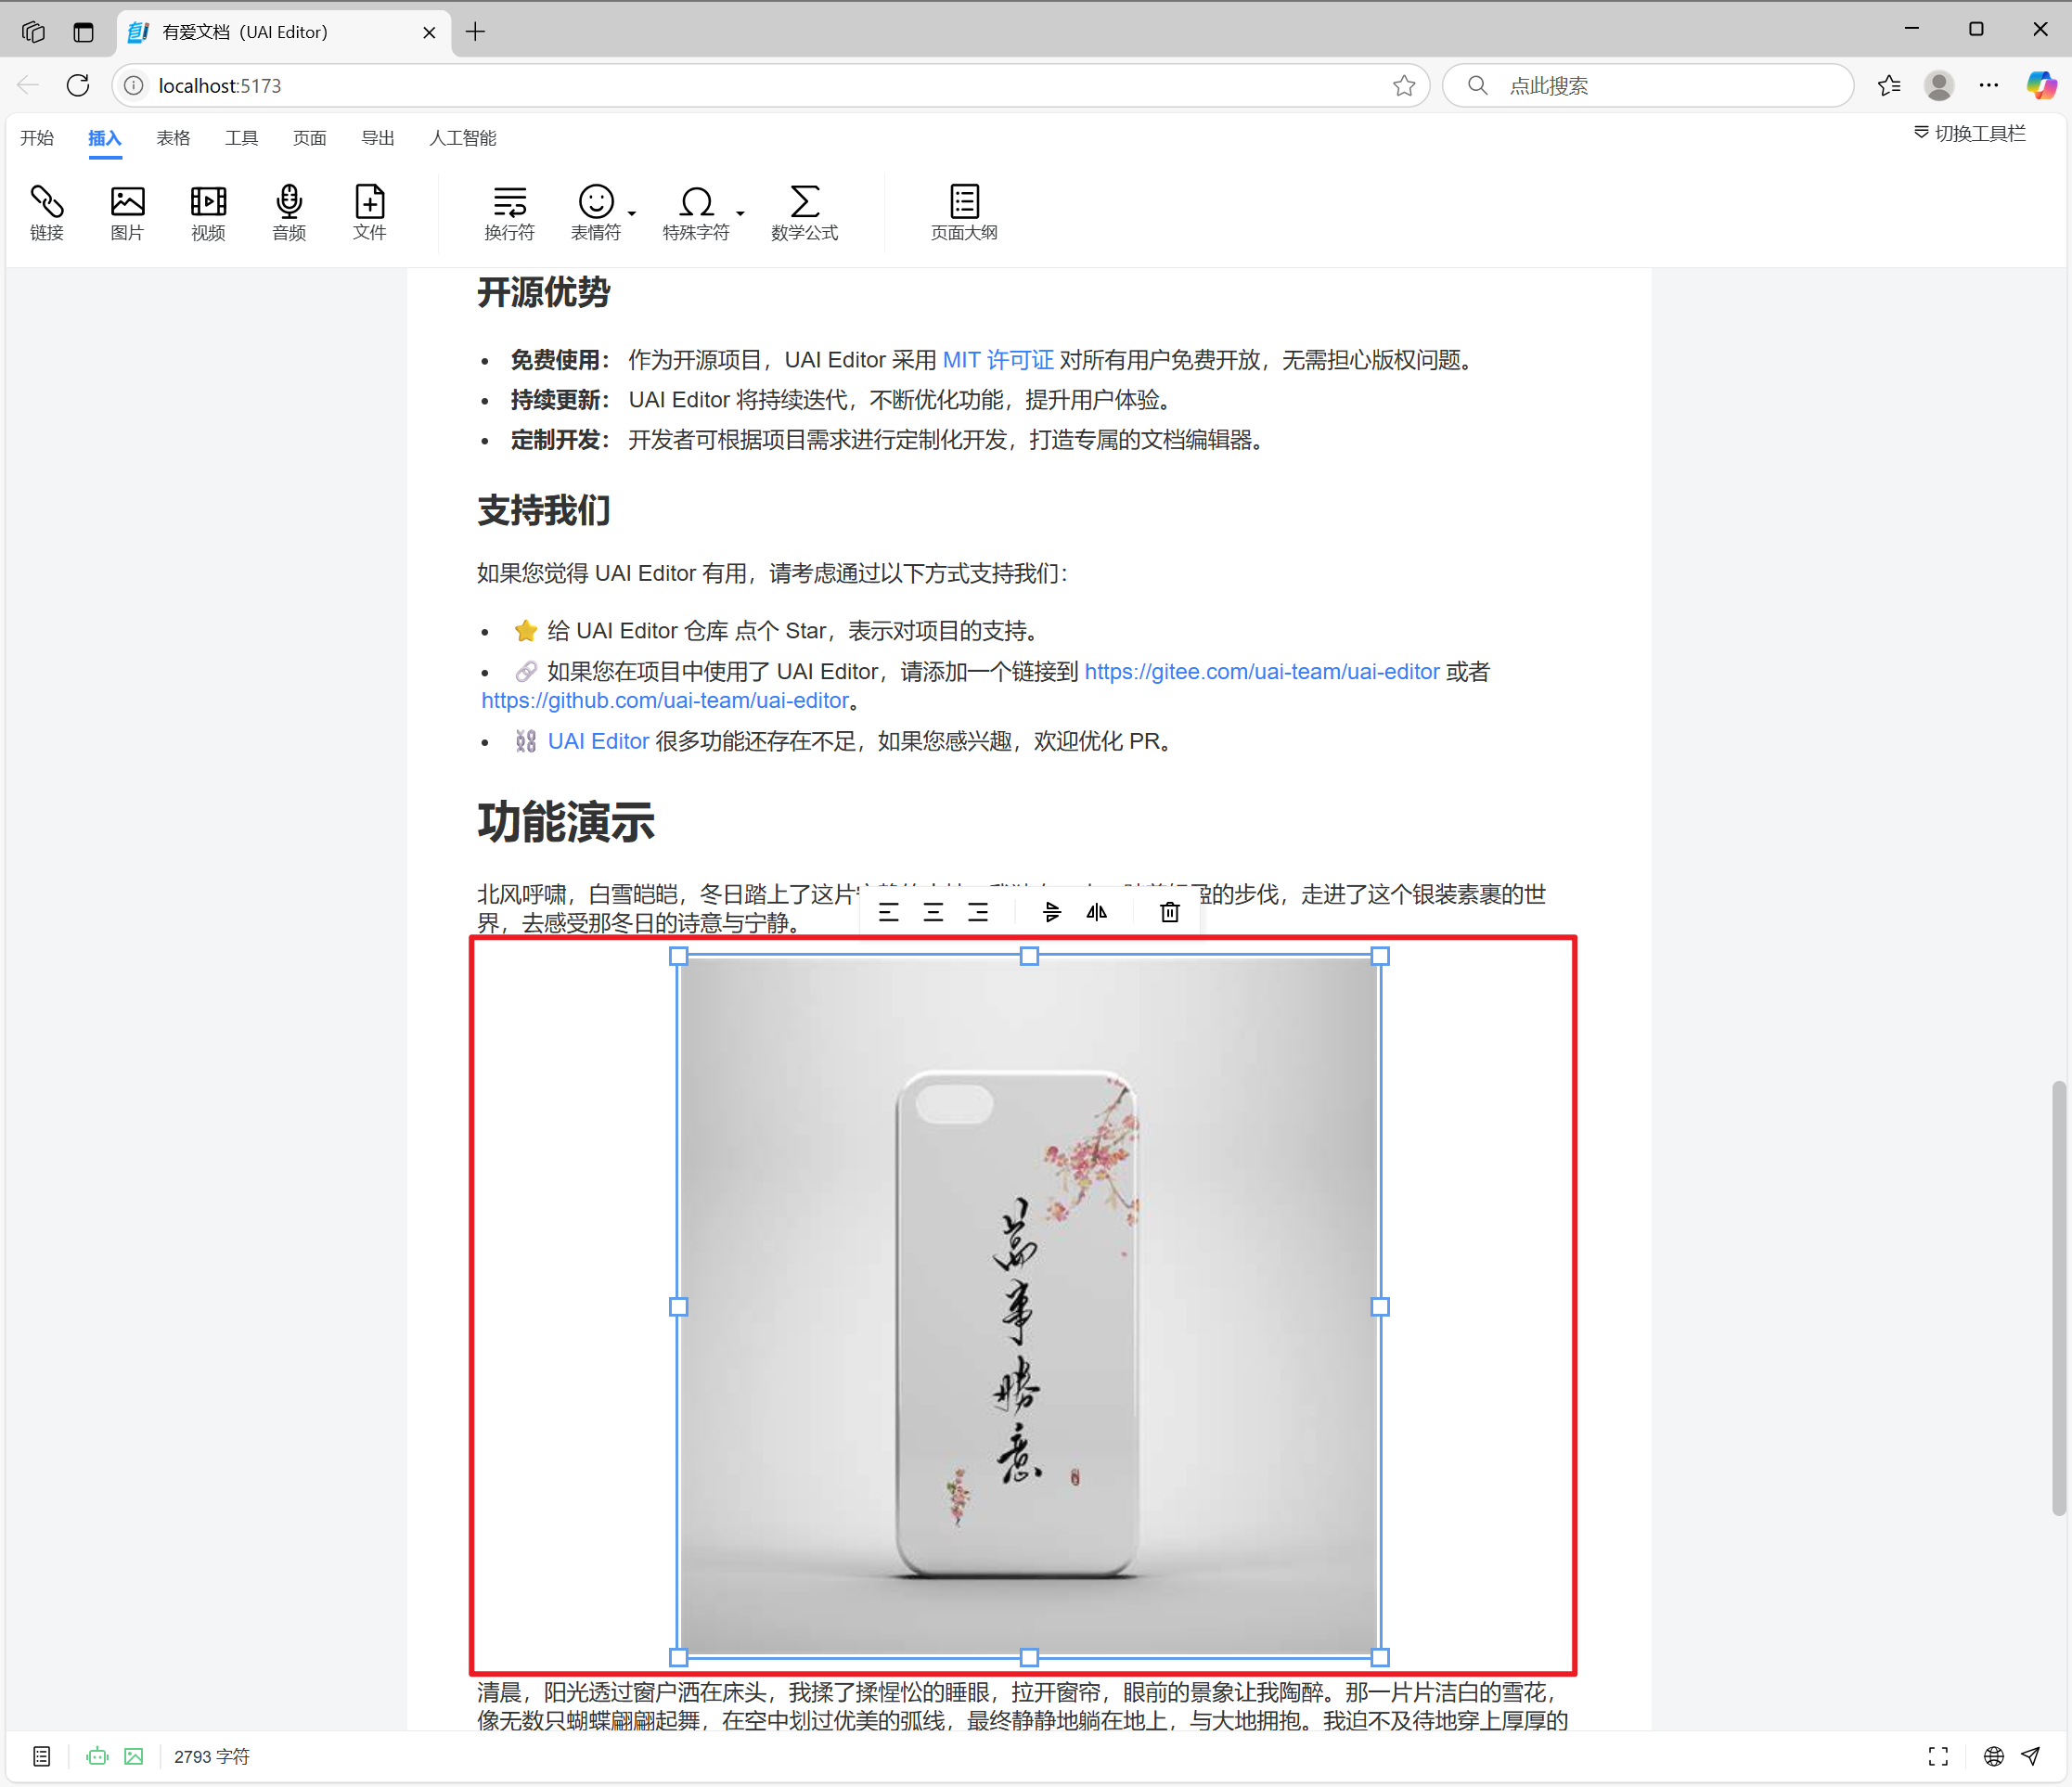 有爱文档（UAI Editor）
localhost:5173
点此搜索
开始 插入 表格 工具 页面 导出 人工智能
切换工具栏
链接 图片 视频 音频 文件 换行符 表情符 特殊字符 数学公式 页面大纲
开源优势
• 免费使用： 作为开源项目，UAI Editor 采用 MIT 许可证 对所有用户免费开放，无需担心版权问题。
• 持续更新： UAI Editor 将持续迭代，不断优化功能，提升用户体验。
• 定制开发： 开发者可根据项目需求进行定制化开发，打造专属的文档编辑器。
支持我们
如果您觉得 UAI Editor 有用，请考虑通过以下方式支持我们：
• ⭐ 给 UAI Editor 仓库 点个 Star，表示对项目的支持。
• 🔗 如果您在项目中使用了 UAI Editor，请添加一个链接到 https://gitee.com/uai-team/uai-editor 或者
https://github.com/uai-team/uai-editor。
• ⛓ UAI Editor 很多功能还存在不足，如果您感兴趣，欢迎优化 PR。
功能演示
北风呼啸，白雪皑皑，冬日踏上了这片 的步伐，走进了这个银装素裹的世
界，去感受那冬日的诗意与宁静。
萬事勝意
清晨，阳光透过窗户洒在床头，我揉了揉惺忪的睡眼，拉开窗帘，眼前的景象让我陶醉。那一片片洁白的雪花，
像无数只蝴蝶翩翩起舞，在空中划过优美的弧线，最终静静地躺在地上，与大地拥抱。我迫不及待地穿上厚厚的
2793 字符